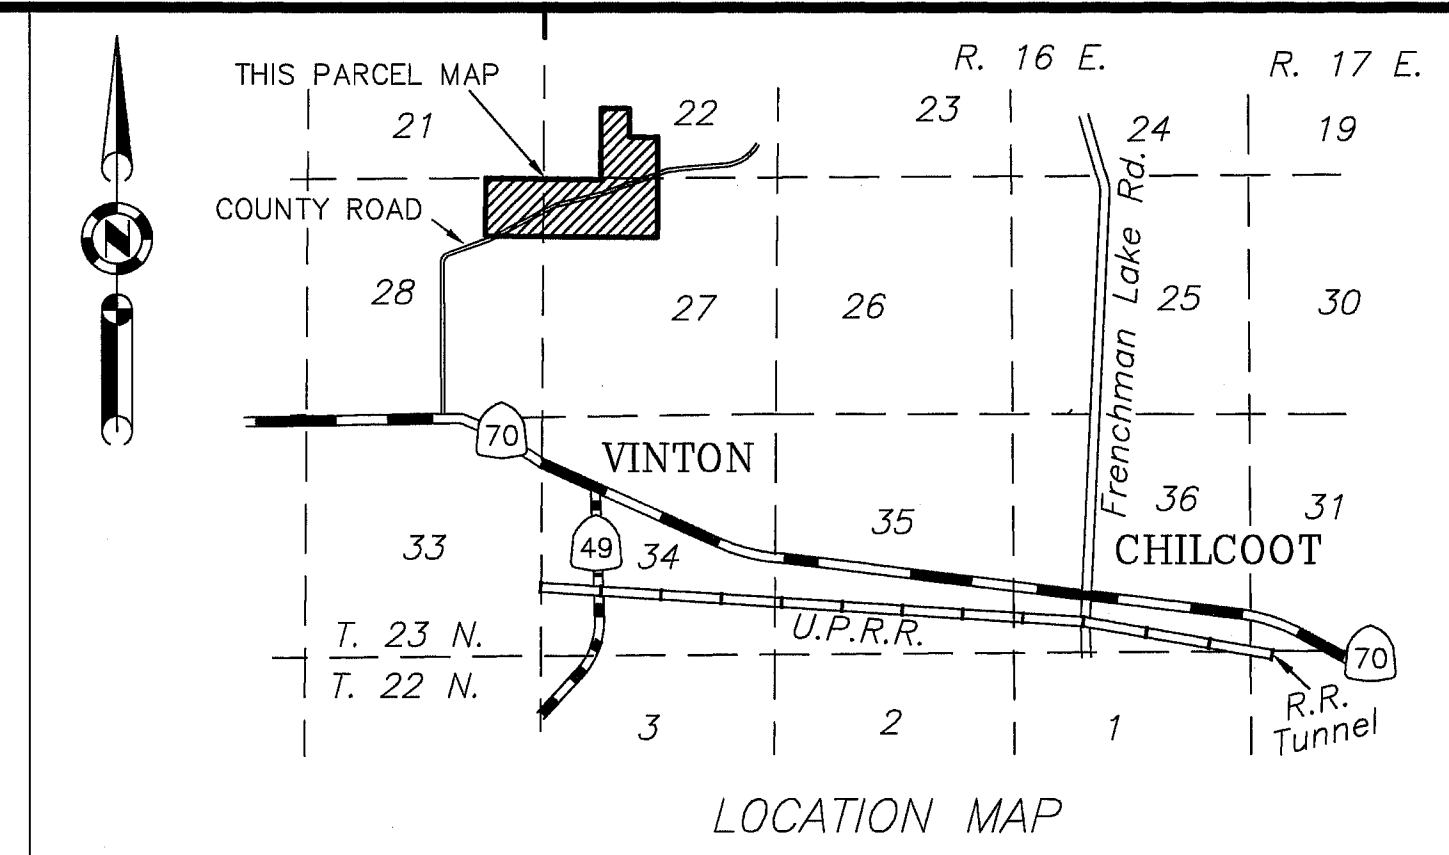 R. 16 E.
R. 17 E.
THIS PARCEL MAP
21
22
23
24
19
COUNTY ROAD
N
28
27
26
25
30
Frenchman Lake Rd.
70
VINTON
33
49
34
35
36
31
CHILCOOT
U.P.R.R.
T. 23 N.
T. 22 N.
70
R.R.
Tunnel
3
2
1
LOCATION MAP